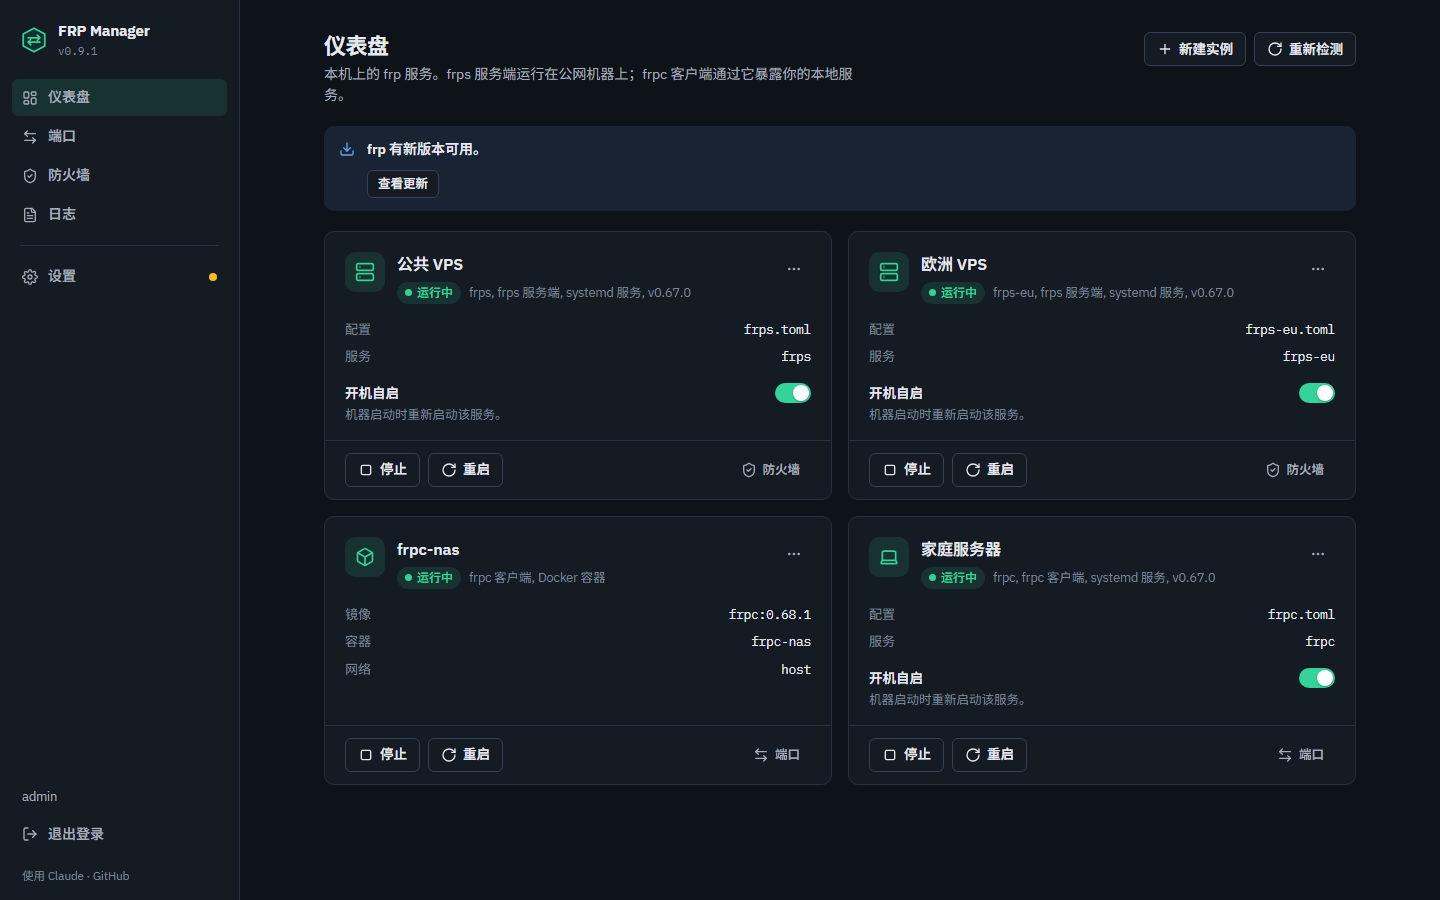 FRP Manager
v0.9.1
仪表盘
端口
防火墙
日志
设置
admin
退出登录
使用 Claude · GitHub
仪表盘
本机上的 frp 服务。frps 服务端运行在公网机器上；frpc 客户端通过它暴露你的本地服
务。
新建实例
重新检测
frp 有新版本可用。
查看更新
公共 VPS
运行中 frps, frps 服务端, systemd 服务, v0.67.0
配置 frps.toml
服务 frps
开机自启
机器启动时重新启动该服务。
停止 重启 防火墙
欧洲 VPS
运行中 frps-eu, frps 服务端, systemd 服务, v0.67.0
配置 frps-eu.toml
服务 frps-eu
开机自启
机器启动时重新启动该服务。
停止 重启 防火墙
frpc-nas
运行中 frpc 客户端, Docker 容器
镜像 frpc:0.68.1
容器 frpc-nas
网络 host
停止 重启 端口
家庭服务器
运行中 frpc, frpc 客户端, systemd 服务, v0.67.0
配置 frpc.toml
服务 frpc
开机自启
机器启动时重新启动该服务。
停止 重启 端口